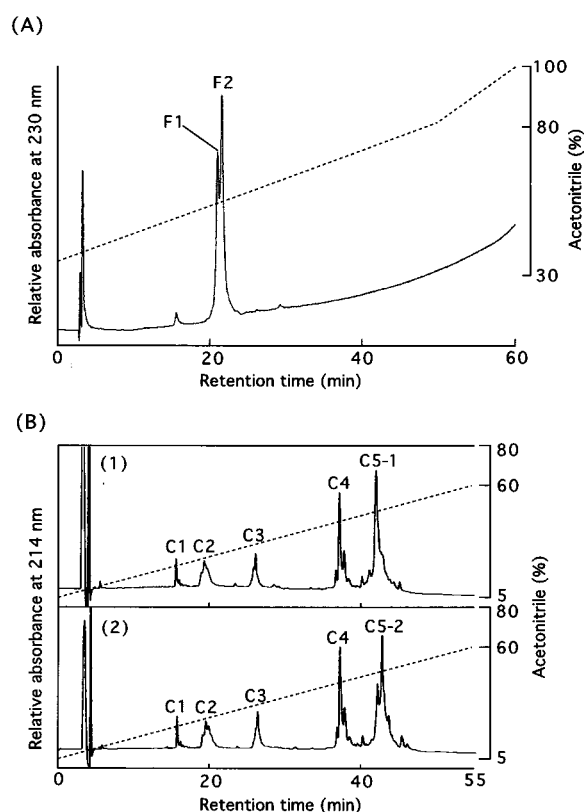 (A)
F2
F1
100
80
30
Acetonitrile (%)
Relative absorbance at 230 nm
0
20
40
60
Retention time (min)
(B)
(1)
C1
C2
C3
C4
C5-1
80
60
5
(2)
C1
C2
C3
C4
C5-2
80
60
5
Relative absorbance at 214 nm
Acetonitrile (%)
0
20
40
55
Retention time (min)